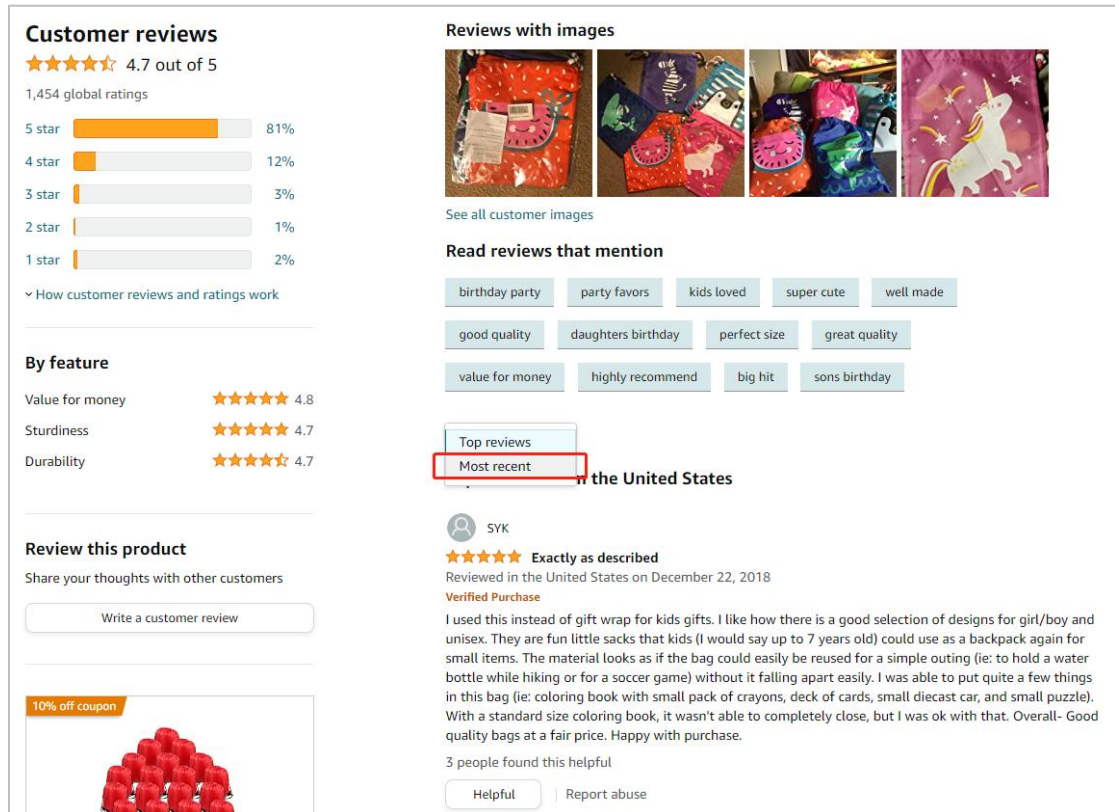 Customer reviews
4.7 out of 5
1,454 global ratings
5 star 81%
4 star 12%
3 star 3%
2 star 1%
1 star 2%
How customer reviews and ratings work
By feature
Value for money 4.8
Sturdiness 4.7
Durability 4.7
Review this product
Share your thoughts with other customers
Write a customer review
10% off coupon
Reviews with images
See all customer images
Read reviews that mention
birthday party party favors kids loved super cute well made
good quality daughters birthday perfect size great quality
value for money highly recommend big hit sons birthday
Top reviews
Most recent
the United States
SYK
Exactly as described
Reviewed in the United States on December 22, 2018
Verified Purchase
I used this instead of gift wrap for kids gifts. I like how there is a good selection of designs for girl/boy and
unisex. They are fun little sacks that kids (I would say up to 7 years old) could use as a backpack again for
small items. The material looks as if the bag could easily be reused for a simple outing (ie: to hold a water
bottle while hiking or for a soccer game) without it falling apart easily. I was able to put quite a few things
in this bag (ie: coloring book with small pack of crayons, deck of cards, small diecast car, and small puzzle).
With a standard size coloring book, it wasn't able to completely close, but I was ok with that. Overall- Good
quality bags at a fair price. Happy with purchase.
3 people found this helpful
Helpful Report abuse